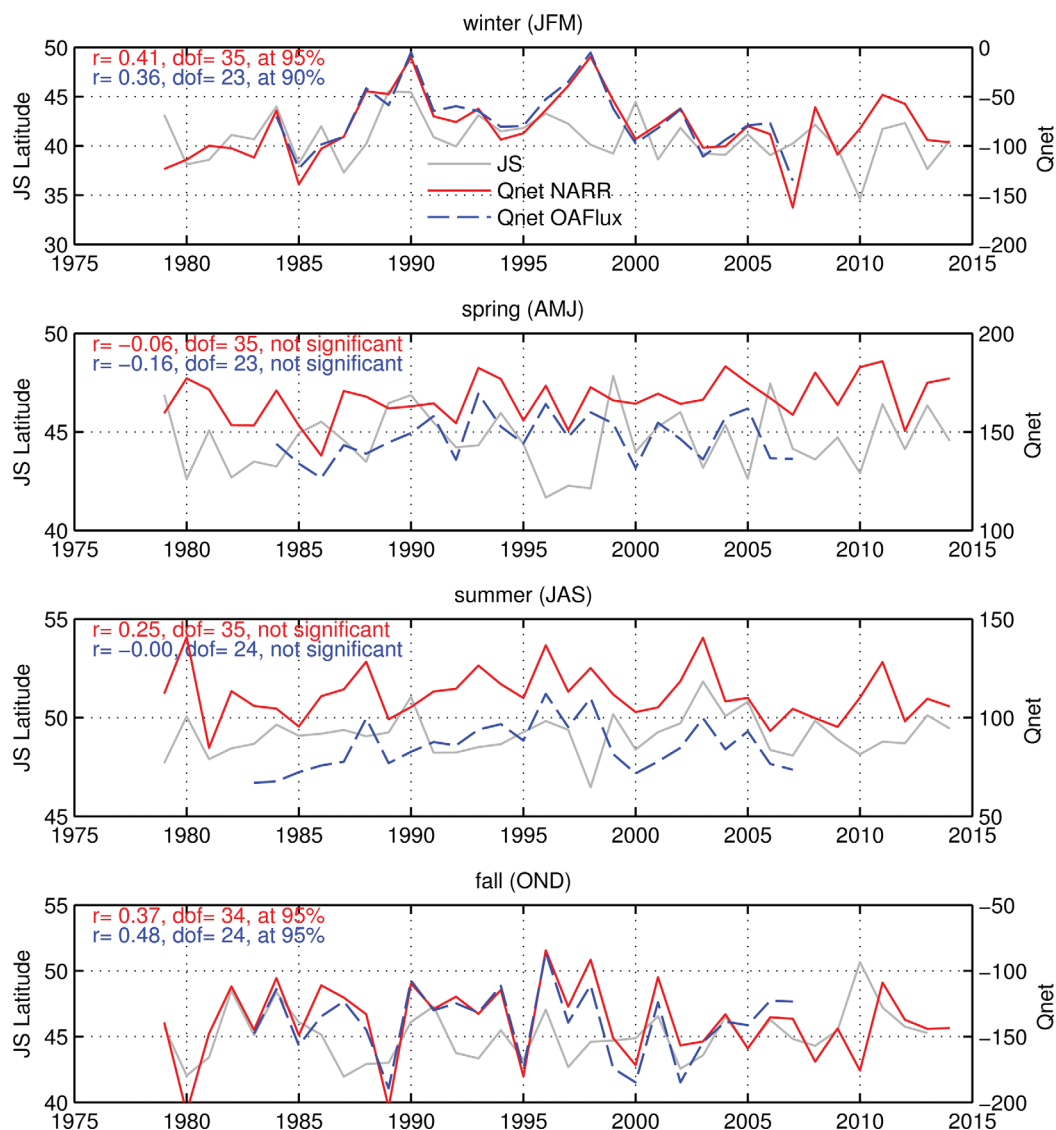 winter (JFM)
r= 0.41, dof= 35, at 95%
r= 0.36, dof= 23, at 90%
50
45
40
35
30
JS Latitude
0
−50
−100
−150
−200
Qnet
JS
Qnet NARR
Qnet OAFlux
1975 1980 1985 1990 1995 2000 2005 2010 2015
spring (AMJ)
r= −0.06, dof= 35, not significant
r= −0.16, dof= 23, not significant
50
45
40
JS Latitude
200
150
100
Qnet
1975 1980 1985 1990 1995 2000 2005 2010 2015
summer (JAS)
r= 0.25, dof= 35, not significant
r= −0.00, dof= 24, not significant
55
50
45
JS Latitude
150
100
50
Qnet
1975 1980 1985 1990 1995 2000 2005 2010 2015
fall (OND)
r= 0.37, dof= 34, at 95%
r= 0.48, dof= 24, at 95%
55
50
45
40
JS Latitude
−50
−100
−150
−200
Qnet
1975 1980 1985 1990 1995 2000 2005 2010 2015